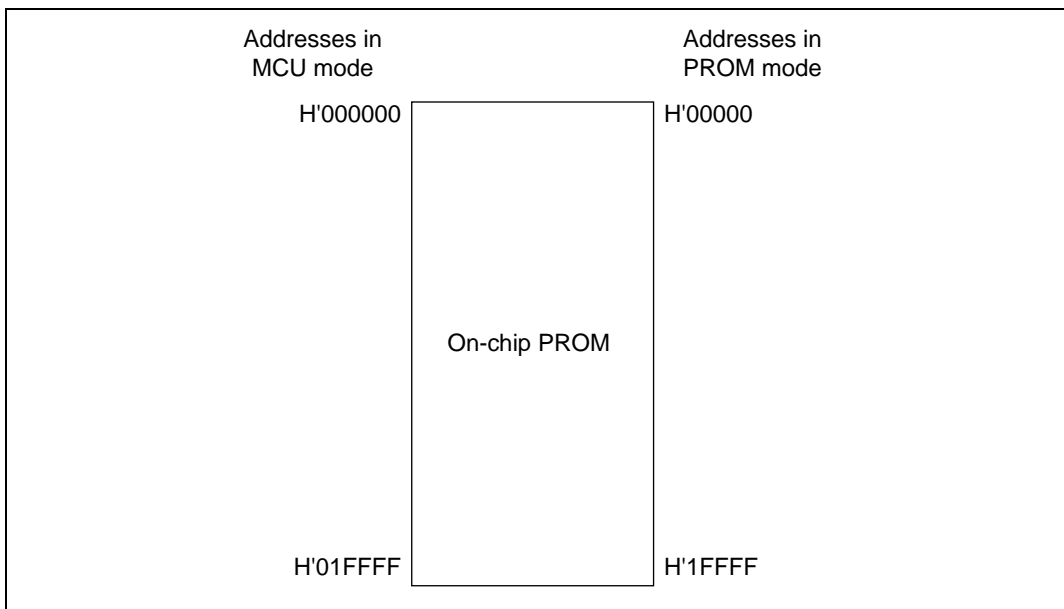 Addresses in
MCU mode
Addresses in
PROM mode
H'000000
H'00000
On-chip PROM
H'01FFFF
H'1FFFF